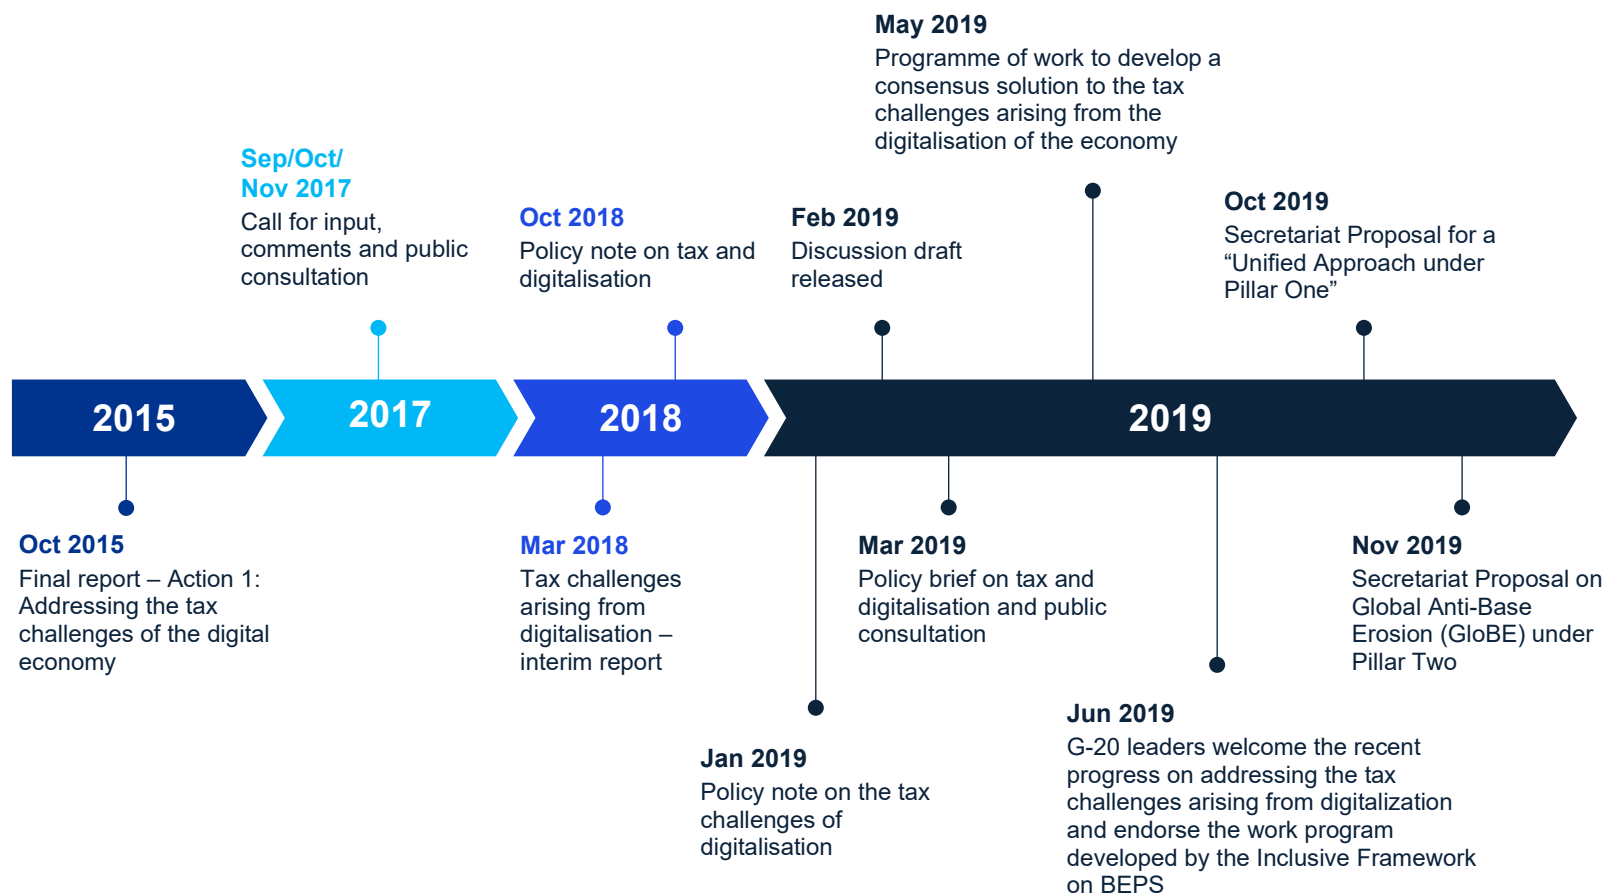 May 2019
Programme of work to develop a
consensus solution to the tax
challenges arising from the
digitalisation of the economy
Sep/Oct/
Nov 2017
Call for input,
comments and public
consultation
Oct 2018
Policy note on tax and
digitalisation
Feb 2019
Discussion draft
released
Oct 2019
Secretariat Proposal for a
“Unified Approach under
Pillar One”
2015
2017
2018
2019
Oct 2015
Final report – Action 1:
Addressing the tax
challenges of the digital
economy
Mar 2018
Tax challenges
arising from
digitalisation –
interim report
Jan 2019
Policy note on the tax
challenges of
digitalisation
Mar 2019
Policy brief on tax and
digitalisation and public
consultation
Jun 2019
G-20 leaders welcome the recent
progress on addressing the tax
challenges arising from digitalization
and endorse the work program
developed by the Inclusive Framework
on BEPS
Nov 2019
Secretariat Proposal on
Global Anti-Base
Erosion (GloBE) under
Pillar Two